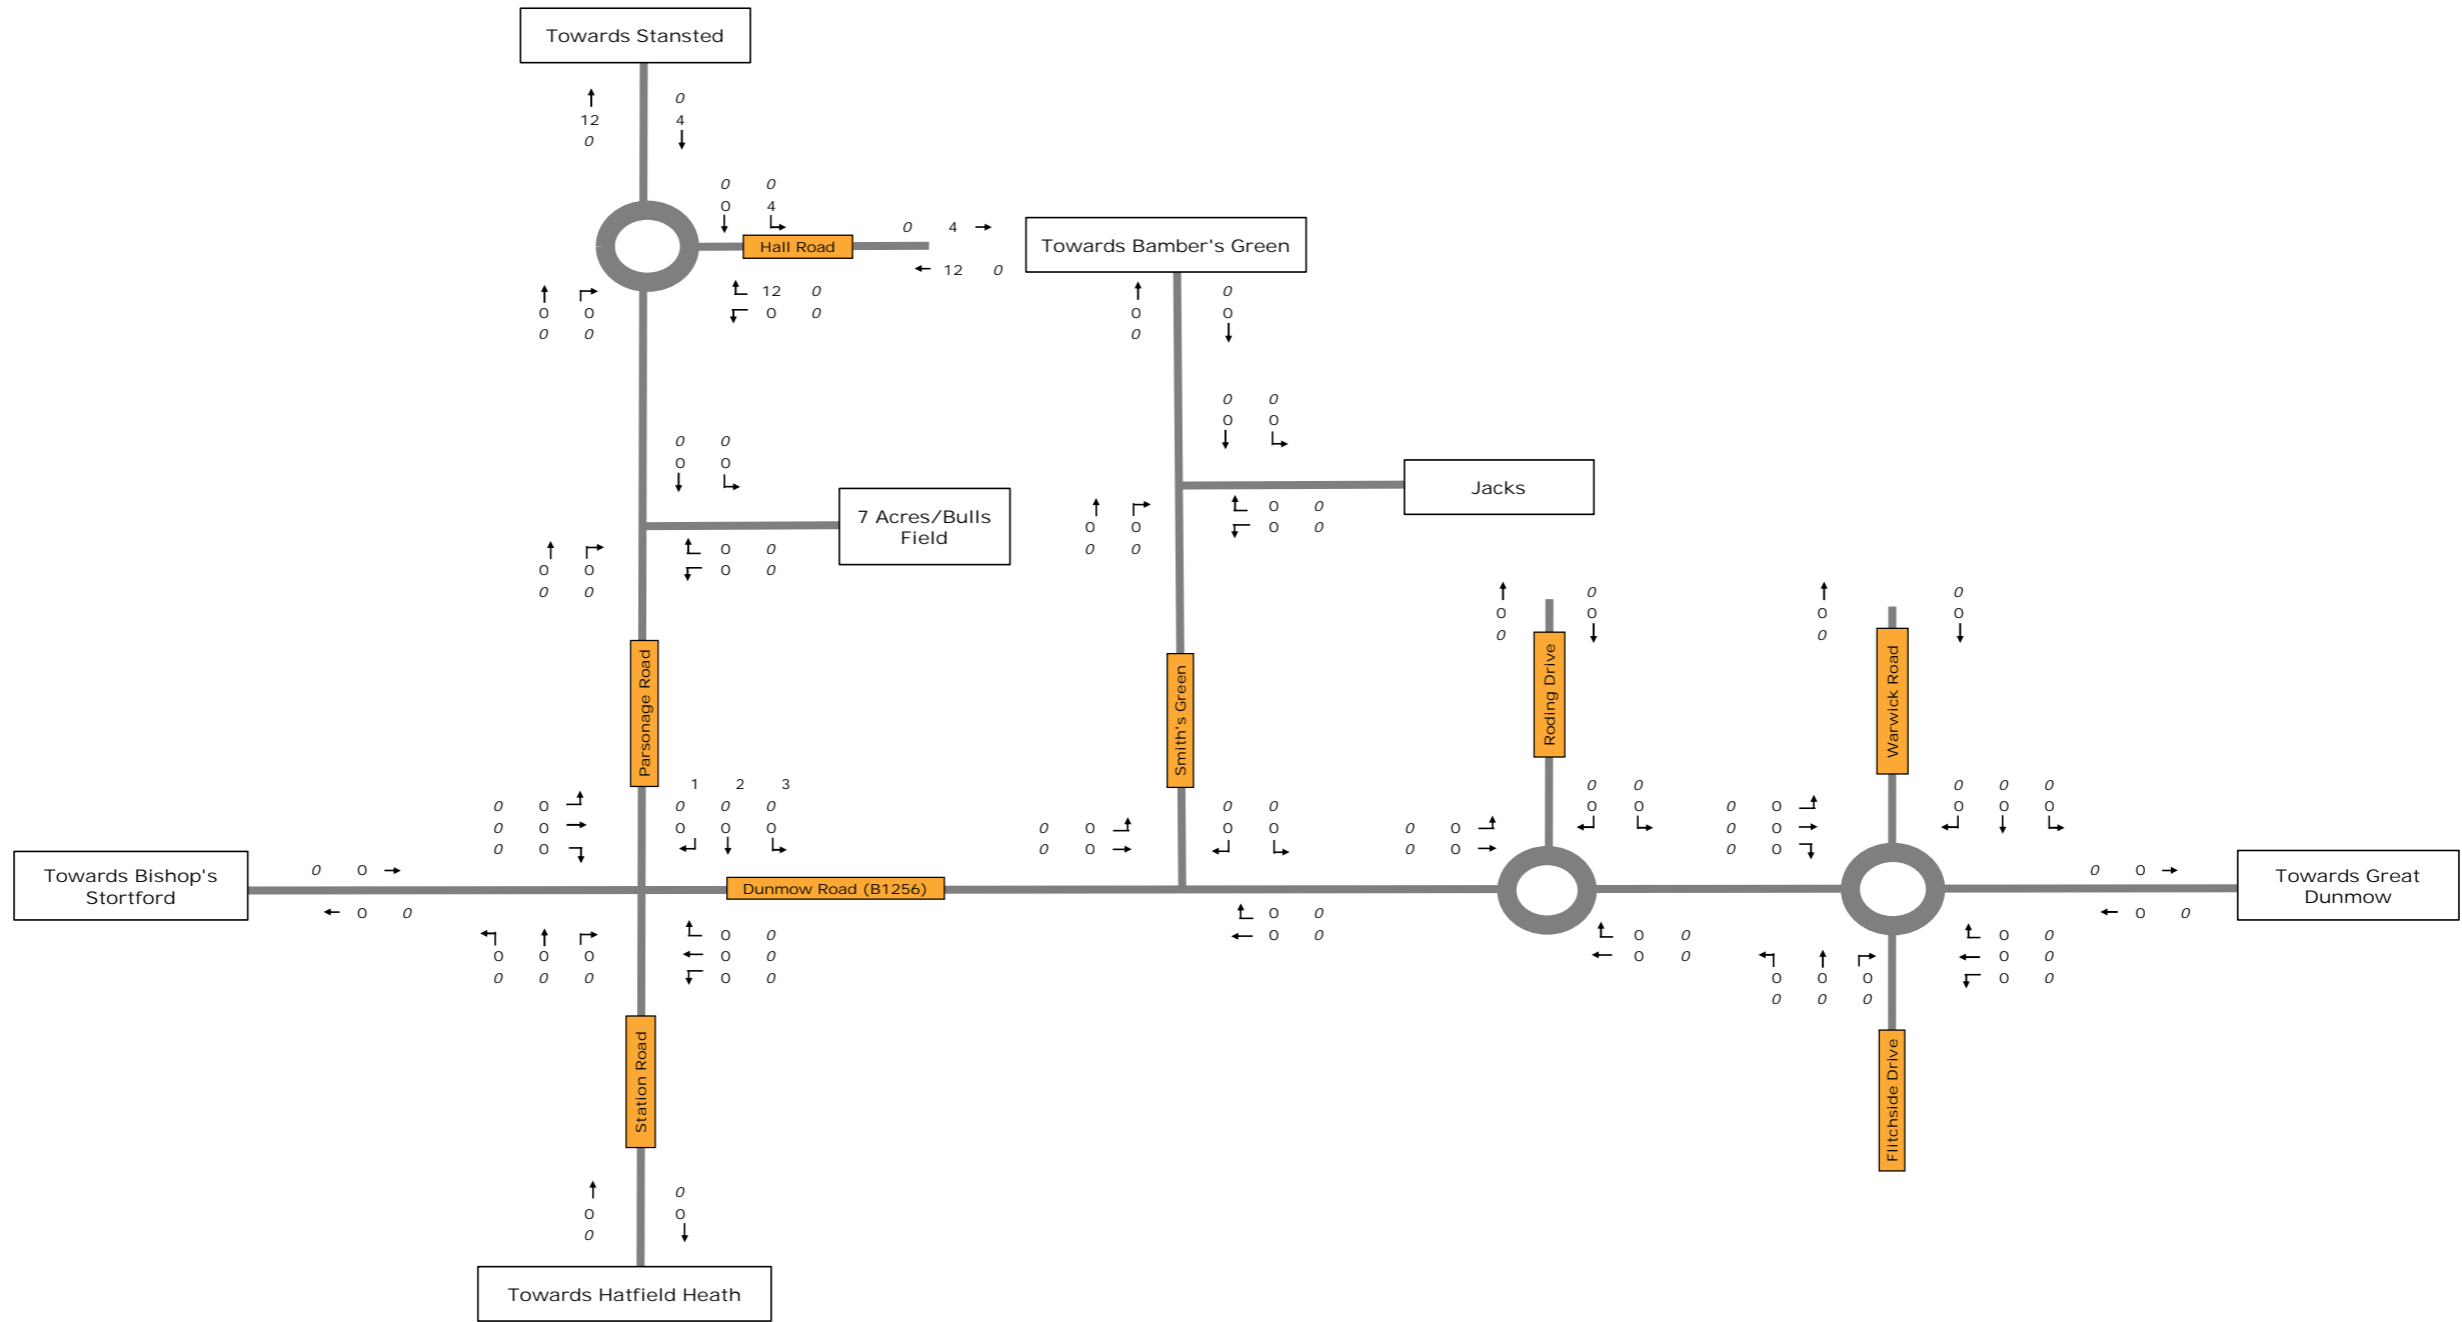 Towards Stansted
0
12 4
0
0 0
0 4 0 4
Towards Bamber's Green
Hall Road
12 0
12 0 0
0 0 0 0 0
0 0 0 0
0
0 0
0 0
0 0
0 0
Jacks
7 Acres/Bulls
Field
0 0
0 0 0 0
0 0
0 0
0 0
0 0 0 0
0 0
0 0
0 0 0 0
0 0
Parsonage Road
Smith's Green
Roding Drive
Warwick Road
1 2 3
0 0 0 0 0
0 0 0 0 0
0 0
0 0 0 0
0 0 0 0
0 0
0 0
0 0
0 0
0 0 0 0 0
0 0 0 0 0
0 0
Towards Bishop's
Stortford
0 0
0 0
Dunmow Road (B1256)
0 0
0 0
Towards Great
Dunmow
0 0 0 0 0
0 0 0 0 0
0 0
0 0
0 0
0 0
0 0
0 0 0
0 0 0
0 0
0 0
0 0
Station Road
Flitchside Drive
0
0 0
0
Towards Hatfield Heath